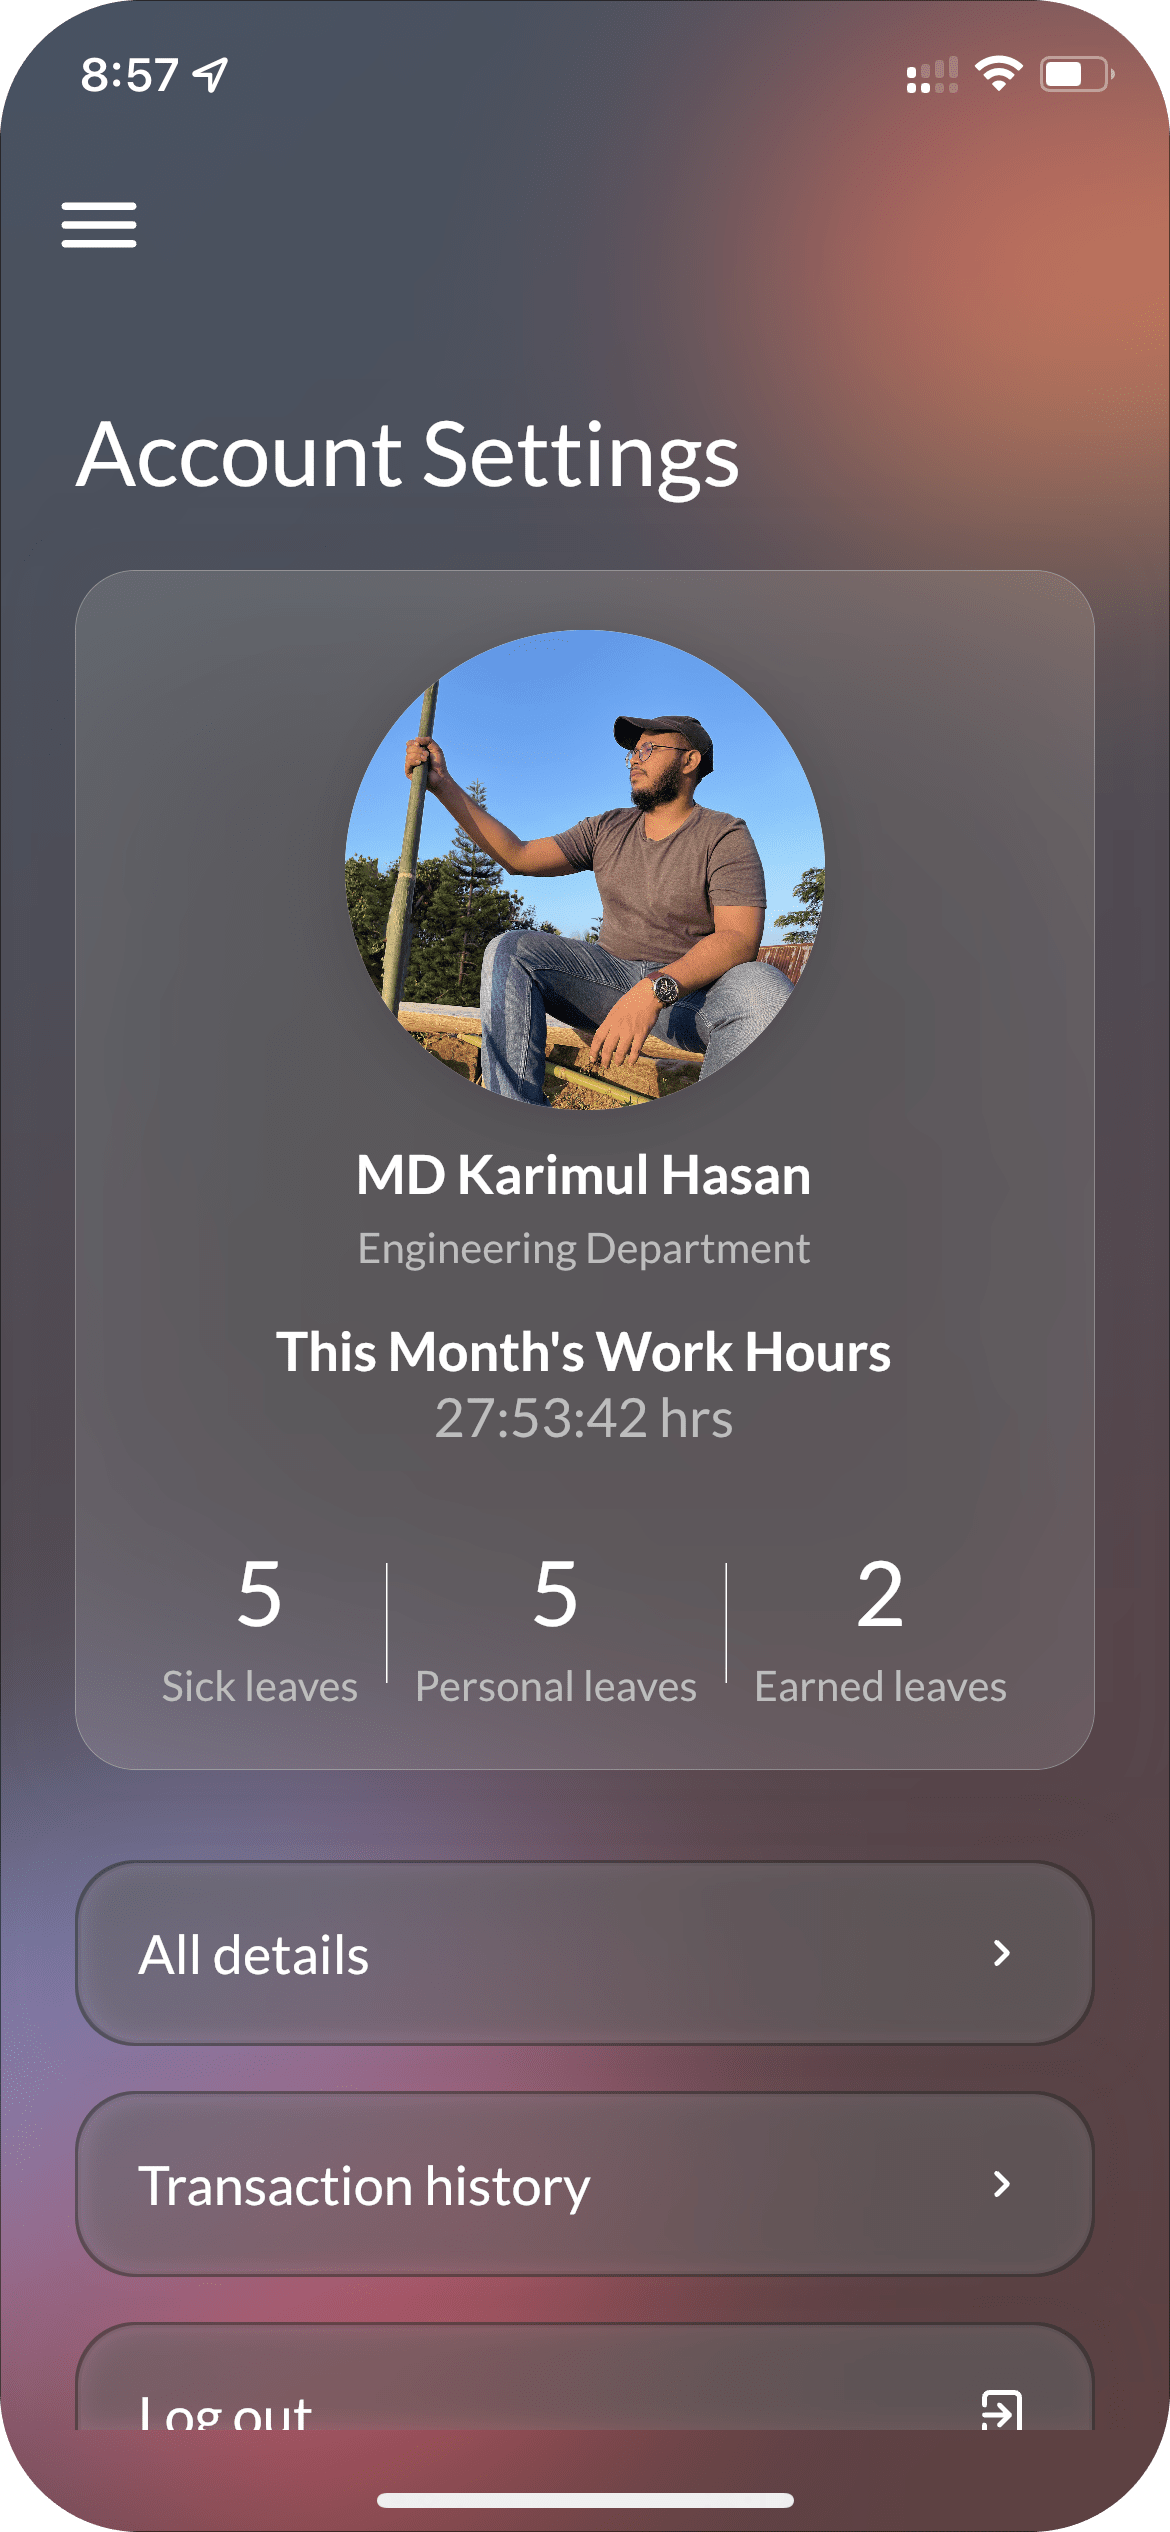 8:57
Account Settings
MD Karimul Hasan
Engineering Department
This Month's Work Hours
27:53:42 hrs
5 5 2
Sick leaves Personal leaves Earned leaves
All details
Transaction history
Log out